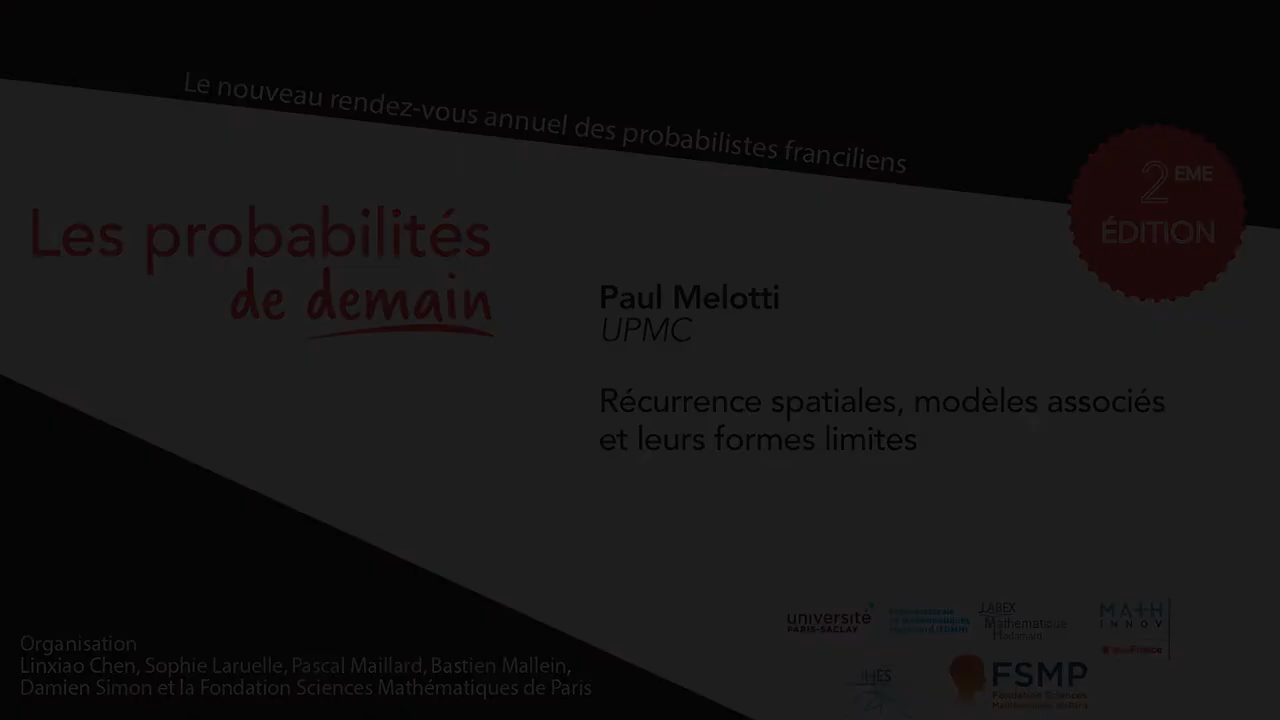 Le nouveau rendez-vous annuel des probabilistes franciliens
2 EME
ÉDITION
Les probabilités
de demain
Paul Melotti
UPMC
Récurrence spatiales, modèles associés
et leurs formes limites
Organisation
Linxiao Chen, Sophie Laruelle, Pascal Maillard, Bastien Mallein,
Damien Simon et la Fondation Sciences Mathématiques de Paris
université
PARIS-SACLAY
LABEX
Mathématique
Hadamard
MATH
INNOV
IHES
FSMP
Fondation Sciences
Mathématiques de Paris